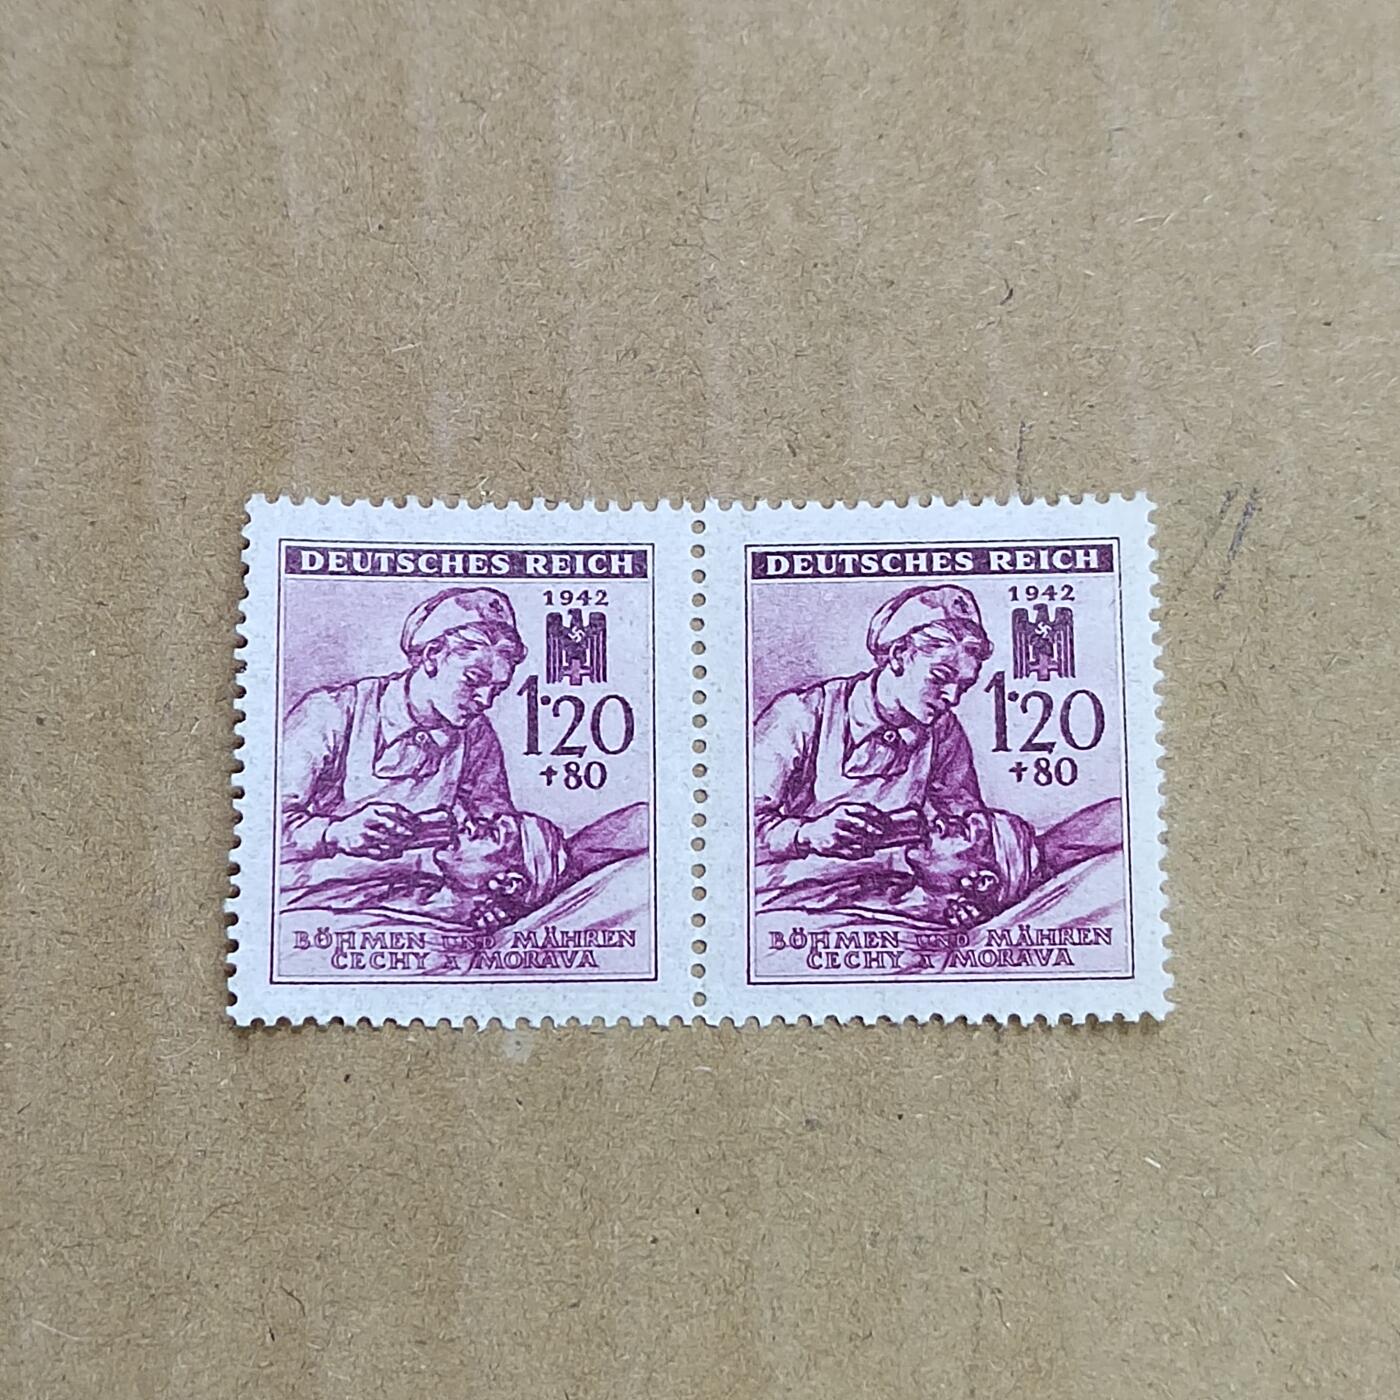 DEUTSCHES REICH
1942
1·20
+80
BÖHMEN UND MÄHREN
ČECHY A MORAVA
DEUTSCHES REICH
1942
1·20
+80
BÖHMEN UND MÄHREN
ČECHY A MORAVA